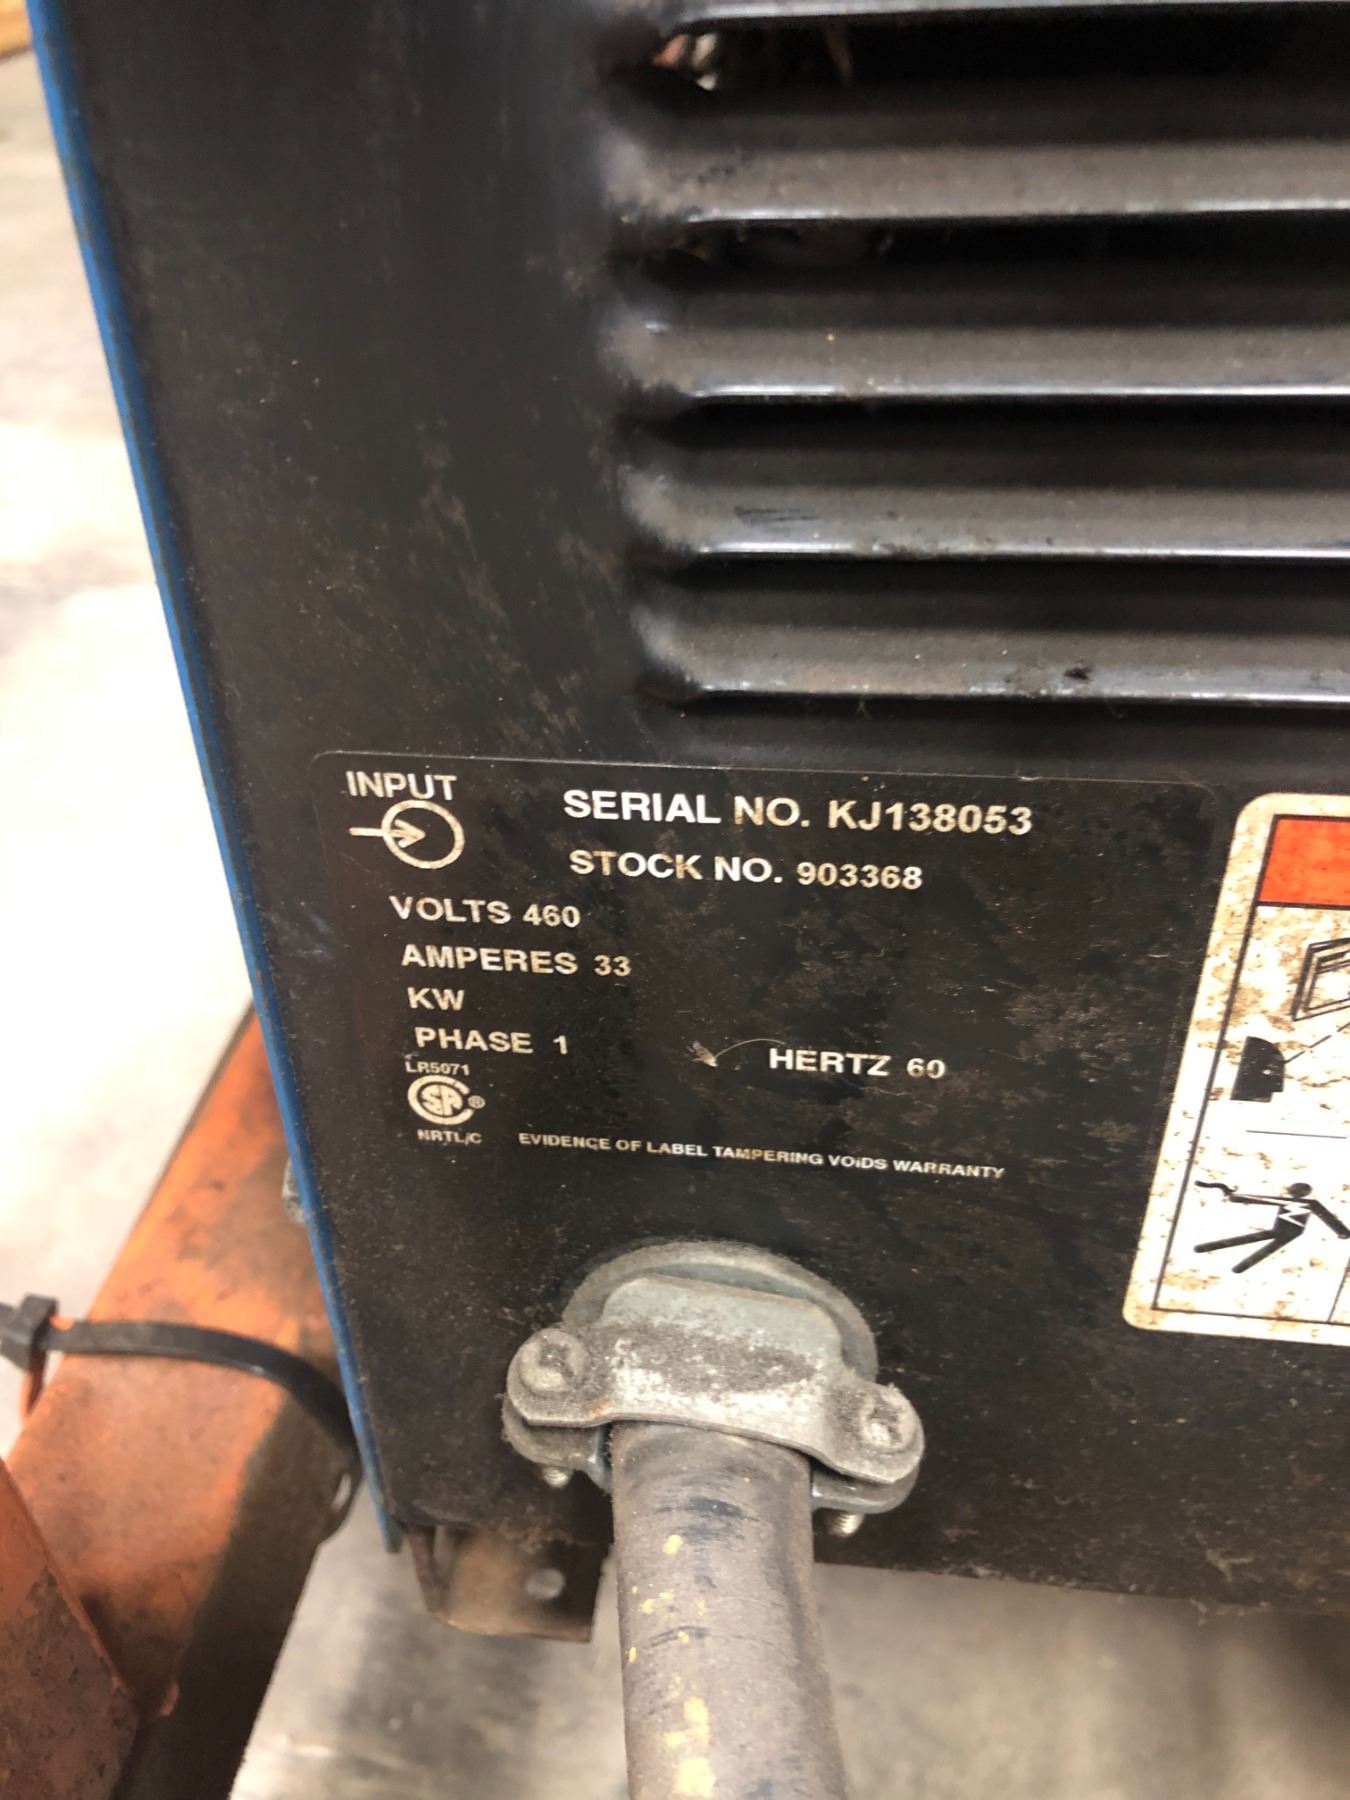 INPUT
SERIAL NO. KJ138053
STOCK NO. 903368
VOLTS 460
AMPERES 33
KW
PHASE 1
HERTZ 60
LR5071
SP®
NRTL/C
EVIDENCE OF LABEL TAMPERING VOIDS WARRANTY